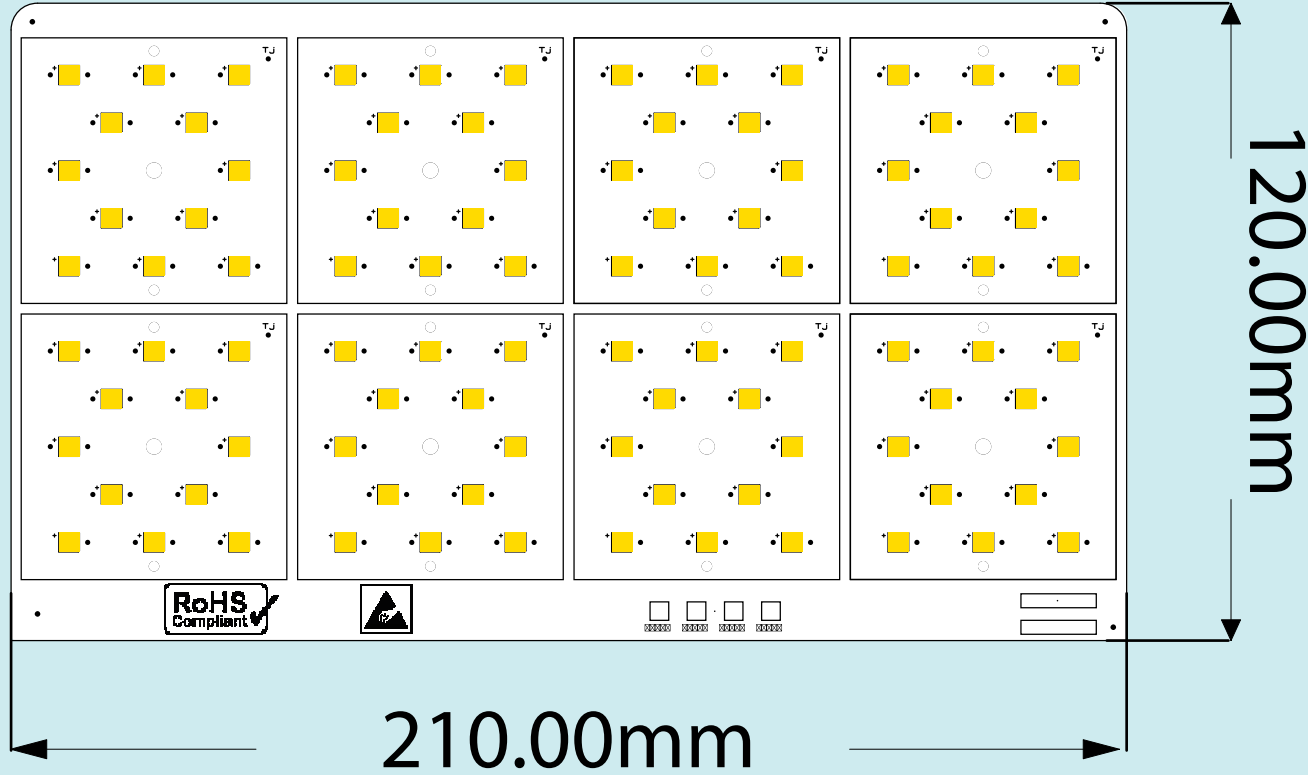 TJ TJ TJ TJ
TJ TJ TJ TJ
RoHS
Compliant
120.00mm
210.00mm